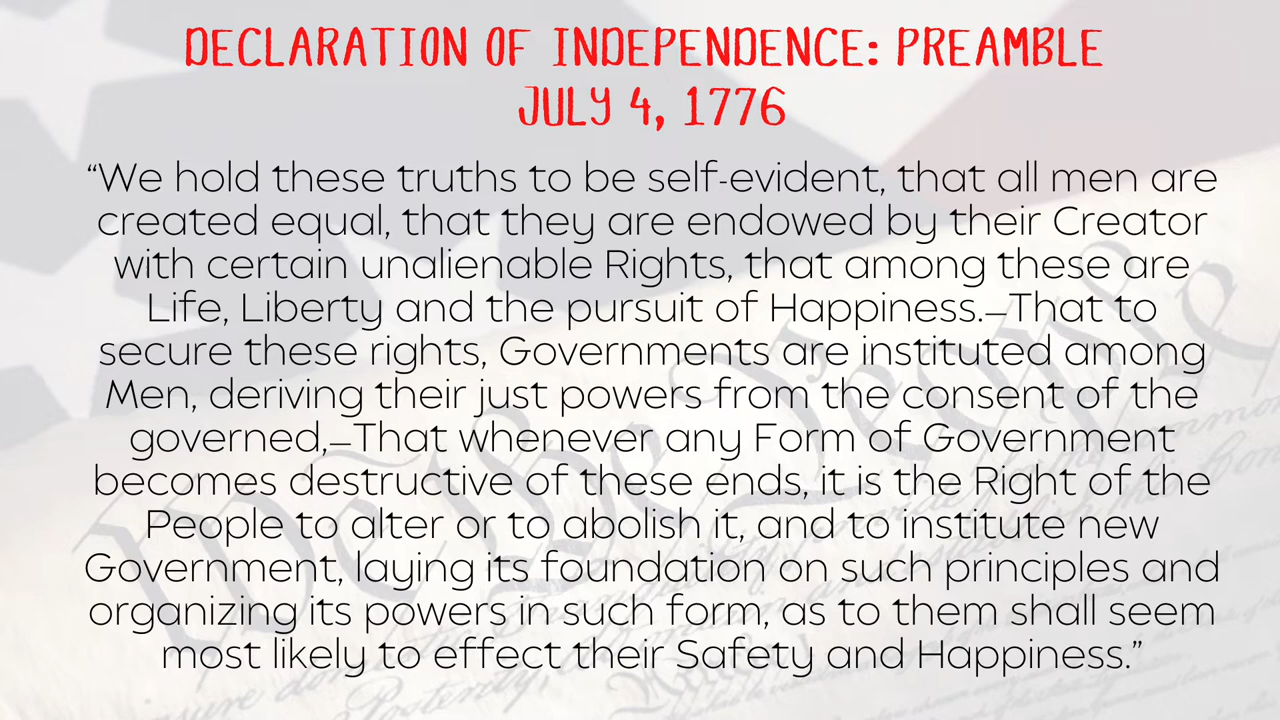 DECLARATION OF INDEPENDENCE: PREAMBLE
JULY 4, 1776
“We hold these truths to be self-evident, that all men are
created equal, that they are endowed by their Creator
with certain unalienable Rights, that among these are
Life, Liberty and the pursuit of Happiness.—That to
secure these rights, Governments are instituted among
Men, deriving their just powers from the consent of the
governed,—That whenever any Form of Government
becomes destructive of these ends, it is the Right of the
People to alter or to abolish it, and to institute new
Government, laying its foundation on such principles and
organizing its powers in such form, as to them shall seem
most likely to effect their Safety and Happiness.”
We the People